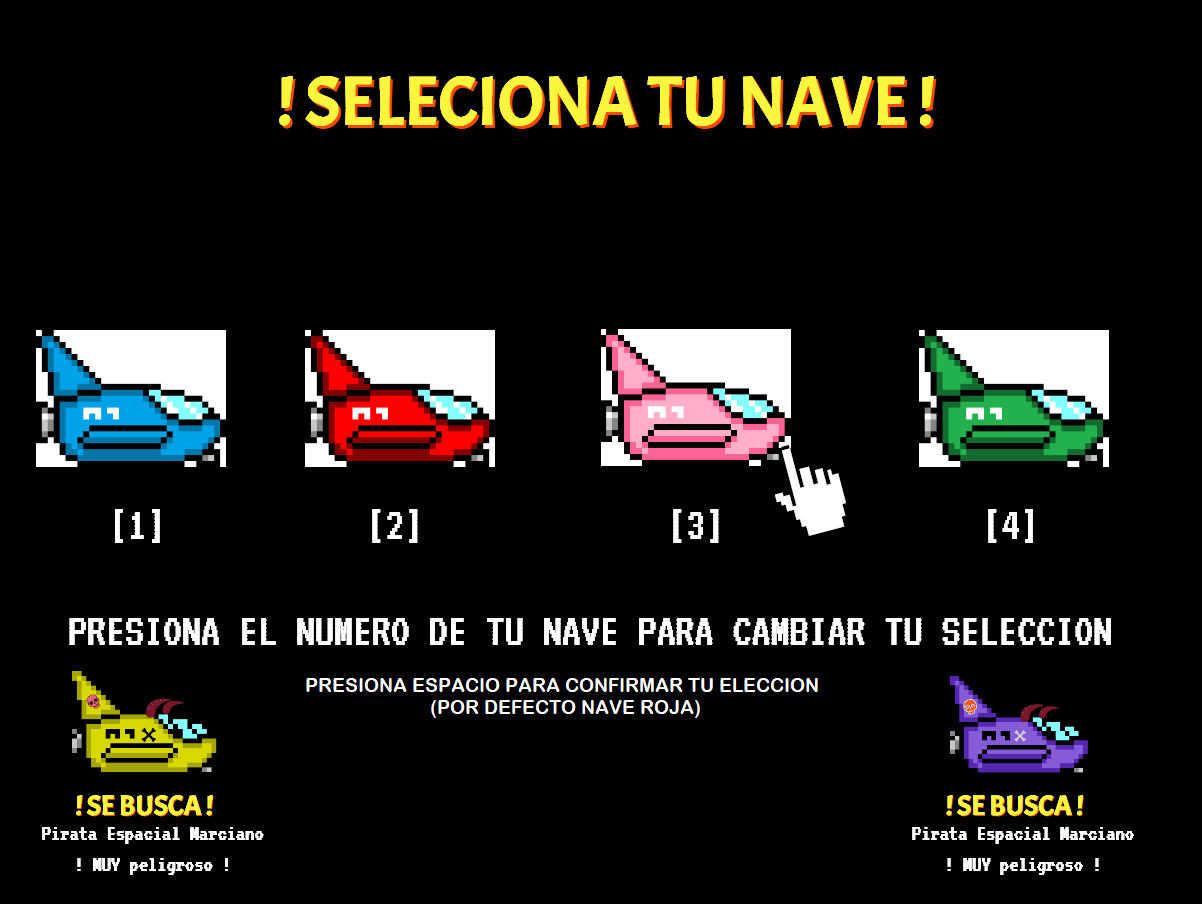 !SELECIONA TU NAVE!
[1] [2] [3] [4]
PRESIONA EL NUMERO DE TU NAVE PARA CAMBIAR TU SELECCION
PRESIONA ESPACIO PARA CONFIRMAR TU ELECCION
(POR DEFECTO NAVE ROJA)
!SE BUSCA!
Pirata Espacial Marciano
! MUY peligroso !
!SE BUSCA!
Pirata Espacial Marciano
! MUY peligroso !